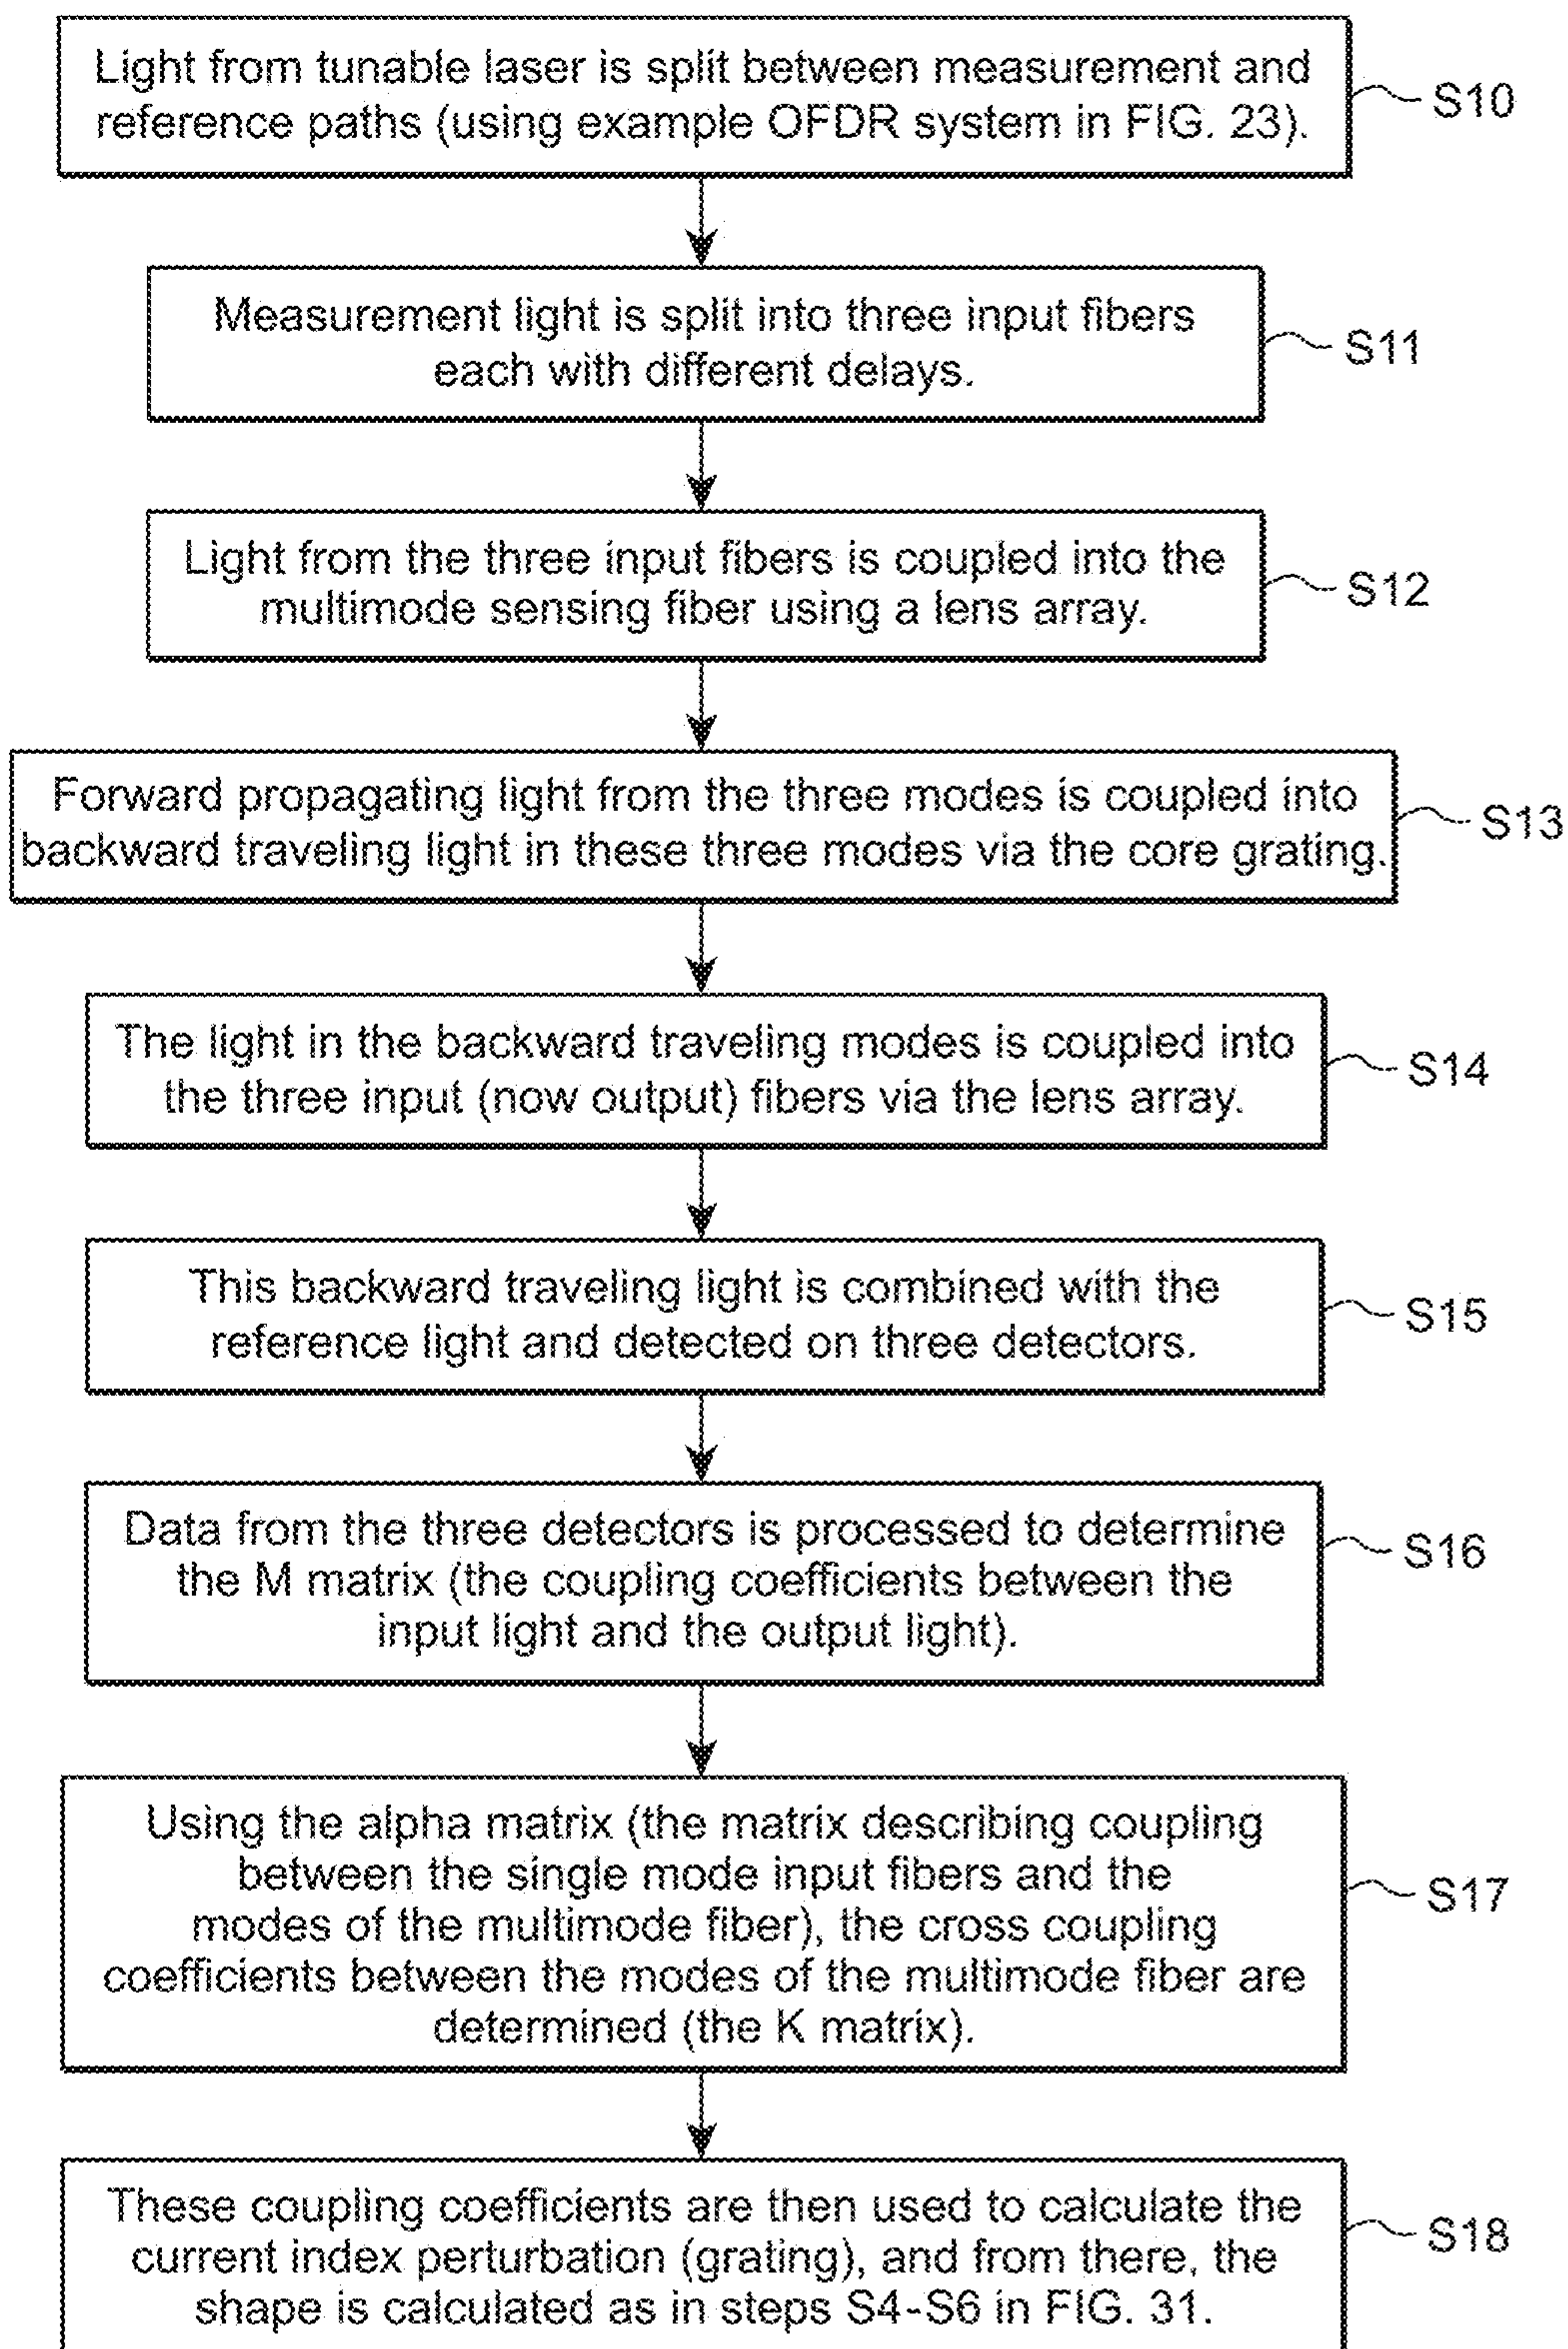 Light from tunable laser is split between measurement and
reference paths (using example OFDR system in FIG. 23).
S10
Measurement light is split into three input fibers
each with different delays.
S11
Light from the three input fibers is coupled into the
multimode sensing fiber using a lens array.
S12
Forward propagating light from the three modes is coupled into
backward traveling light in these three modes via the core grating.
S13
The light in the backward traveling modes is coupled into
the three input (now output) fibers via the lens array.
S14
This backward traveling light is combined with the
reference light and detected on three detectors.
S15
Data from the three detectors is processed to determine
the M matrix (the coupling coefficients between the
input light and the output light).
S16
Using the alpha matrix (the matrix describing coupling
between the single mode input fibers and the
modes of the multimode fiber), the cross coupling
coefficients between the modes of the multimode fiber are
determined (the K matrix).
S17
These coupling coefficients are then used to calculate the
current index perturbation (grating), and from there, the
shape is calculated as in steps S4-S6 in FIG. 31.
S18